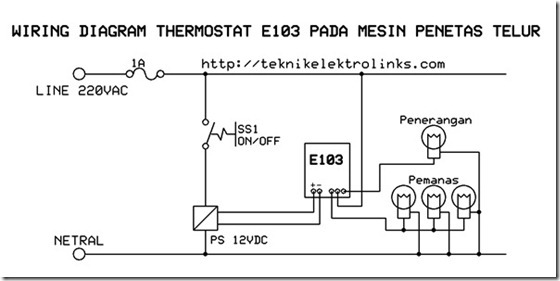 WIRING DIAGRAM THERMOSTAT E103 PADA MESIN PENETAS TELUR
1A
http://teknikelektrolinks.com
LINE 220VAC
SS1
ON/OFF
Penerangan
E103
+-
Pemanas
NETRAL
PS 12VDC